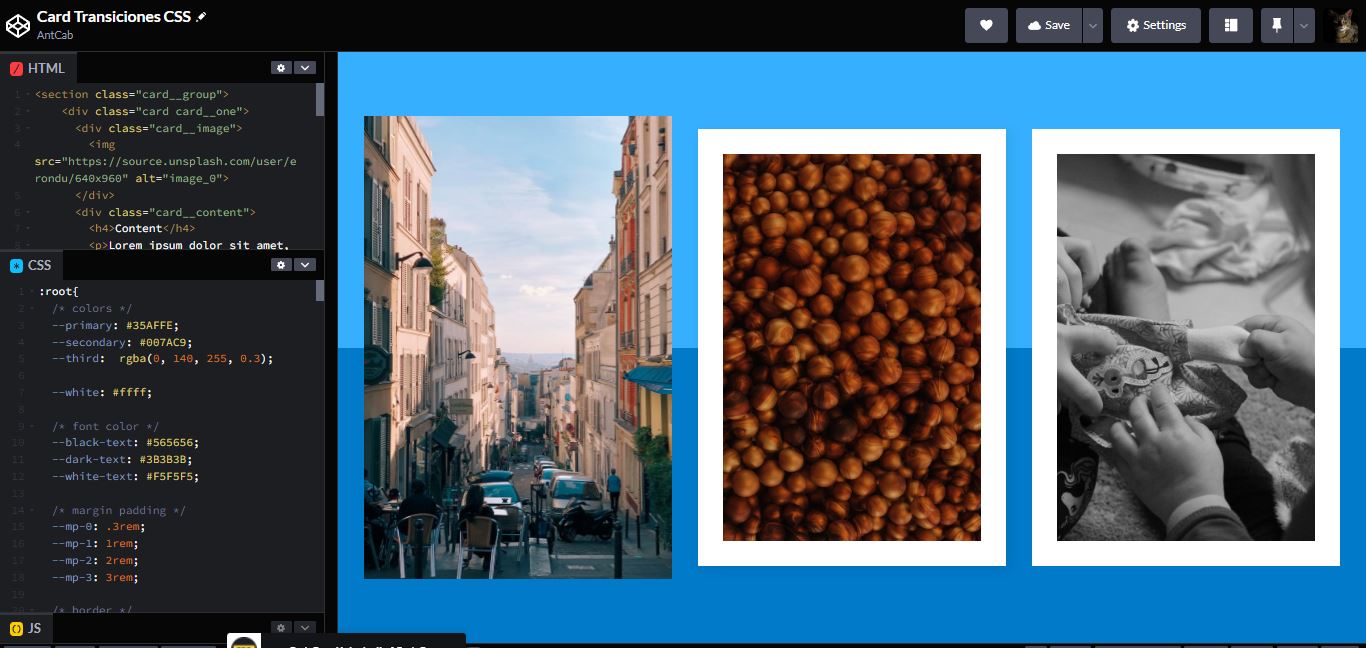 Card Transiciones CSS
AntCab
Save
Settings
HTML
1 <section class="card__group">
2 <div class="card card__one">
3 <div class="card__image">
4 <img
src="https://source.unsplash.com/user/e
rondu/640x960" alt="image_0">
5 </div>
6 <div class="card__content">
7 <h4>Content</h4>
8 <p>Lorem ipsum dolor sit amet,
CSS
1 :root{
2 /* colors */
3 --primary: #35AFFE;
4 --secondary: #007AC9;
5 --third:  rgba(0, 140, 255, 0.3);
6
7 --white: #ffff;
8
9 /* font color */
10 --black-text: #565656;
11 --dark-text: #3B3B3B;
12 --white-text: #F5F5F5;
13
14 /* margin padding */
15 --mp-0: .3rem;
16 --mp-1: 1rem;
17 --mp-2: 2rem;
18 --mp-3: 3rem;
19
20 /* border */
JS